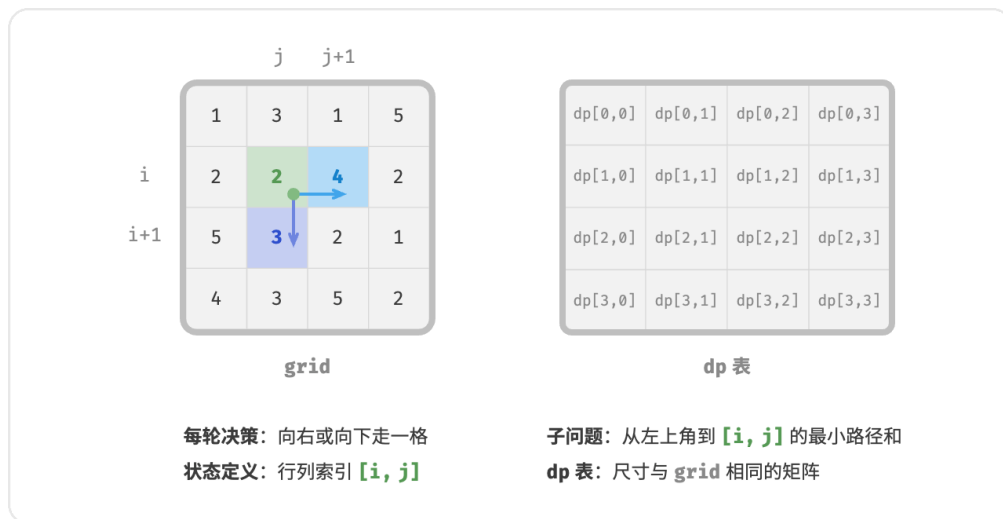 j j+1
1 3 1 5
i 2 2 4 2
i+1 5 3 2 1
4 3 5 2
grid
dp[0,0] dp[0,1] dp[0,2] dp[0,3]
dp[1,0] dp[1,1] dp[1,2] dp[1,3]
dp[2,0] dp[2,1] dp[2,2] dp[2,3]
dp[3,0] dp[3,1] dp[3,2] dp[3,3]
dp 表
每轮决策：向右或向下走一格
状态定义：行列索引 [i, j]
子问题：从左上角到 [i, j] 的最小路径和
dp 表：尺寸与 grid 相同的矩阵